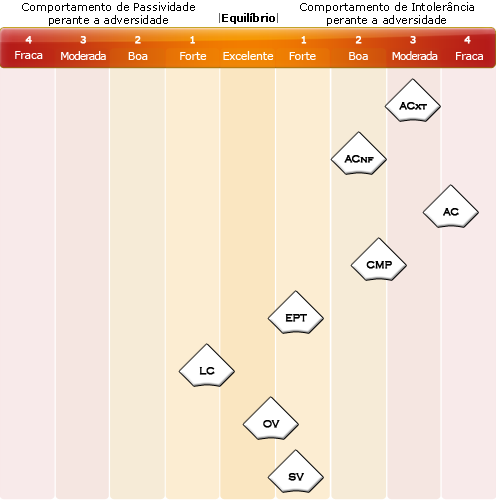 Comportamento de Passividade
perante a adversidade
|Equilíbrio|
Comportamento de Intolerância
perante a adversidade
4 3 2 1 1 2 3 4
Fraca Moderada Boa Forte Excelente Forte Boa Moderada Fraca
ACXT
ACNF
AC
CMP
EPT
LC
OV
SV